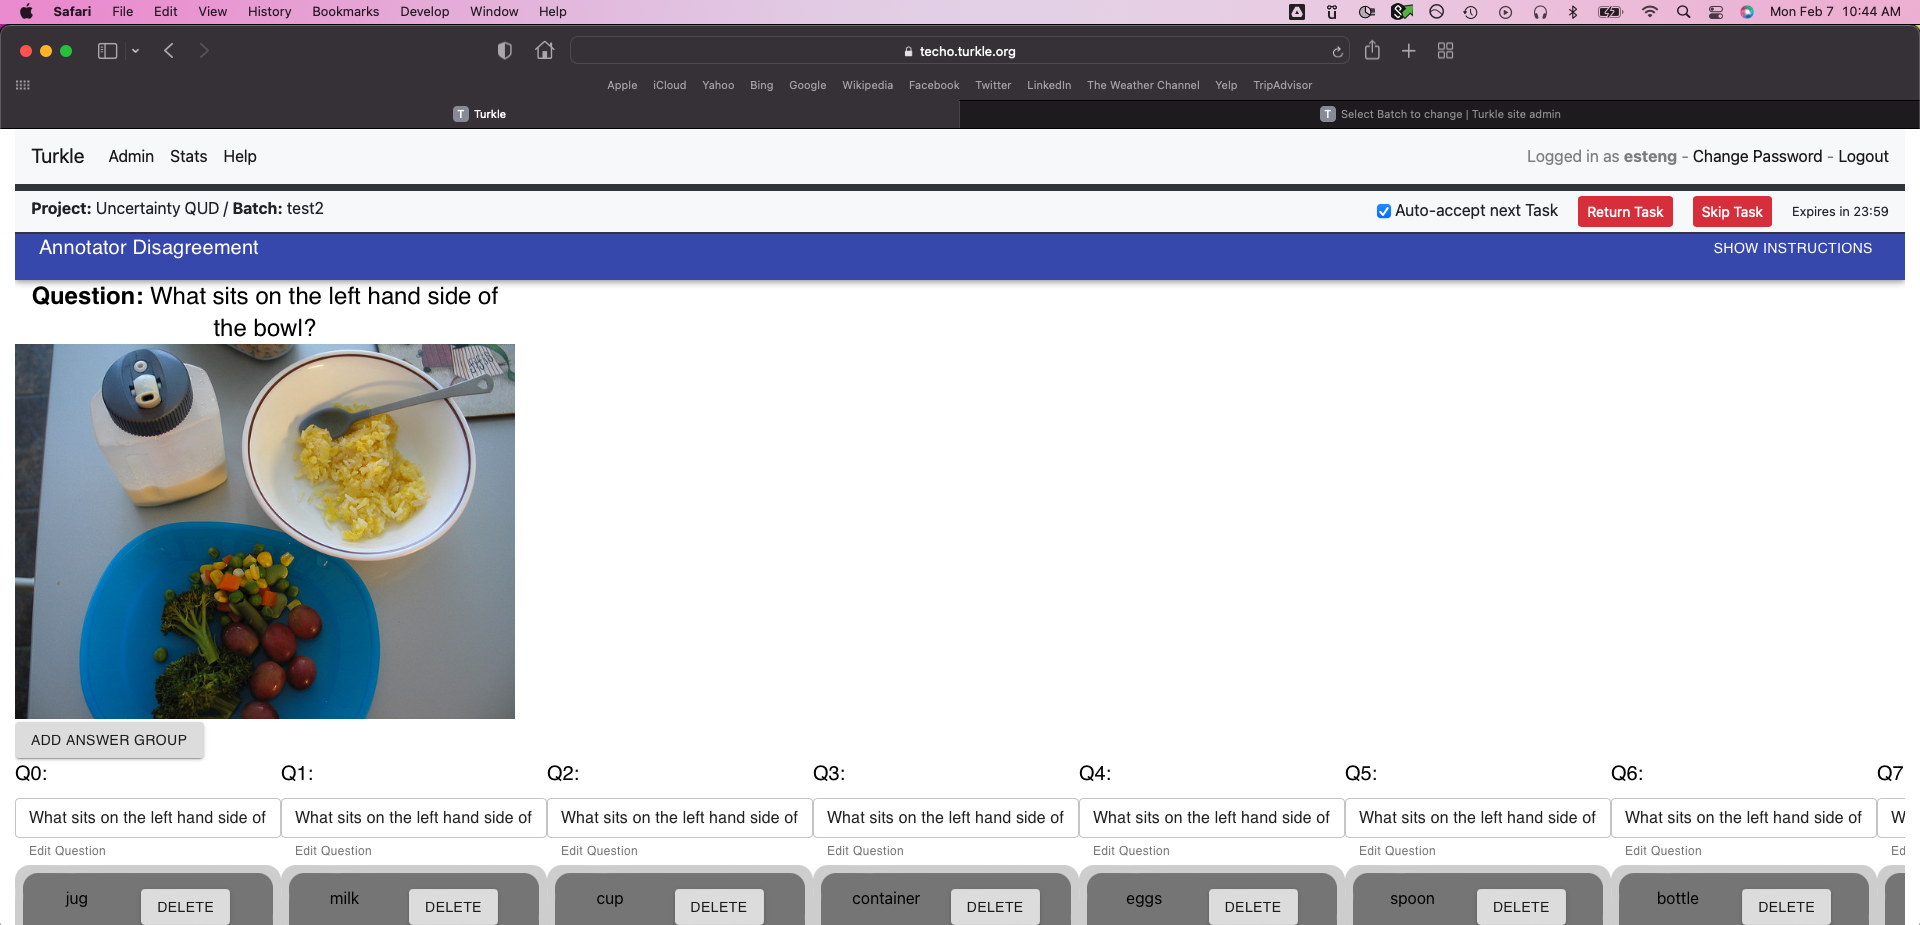 Safari File Edit View History Bookmarks Develop Window Help Mon Feb 7 10:44 AM
techo.turkle.org
Apple iCloud Yahoo Bing Google Wikipedia Facebook Twitter LinkedIn The Weather Channel Yelp TripAdvisor
T Turkle T Select Batch to change | Turkle site admin
Turkle Admin Stats Help Logged in as esteng - Change Password - Logout
Project: Uncertainty QUD / Batch: test2 Auto-accept next Task Return Task Skip Task Expires in 23:59
Annotator Disagreement SHOW INSTRUCTIONS
Question: What sits on the left hand side of
the bowl?
ADD ANSWER GROUP
Q0: Q1: Q2: Q3: Q4: Q5: Q6: Q7
What sits on the left hand side of What sits on the left hand side of What sits on the left hand side of What sits on the left hand side of What sits on the left hand side of What sits on the left hand side of What sits on the left hand side of W
Edit Question Edit Question Edit Question Edit Question Edit Question Edit Question Edit Question Ed
jug DELETE milk DELETE cup DELETE container DELETE eggs DELETE spoon DELETE bottle DELETE